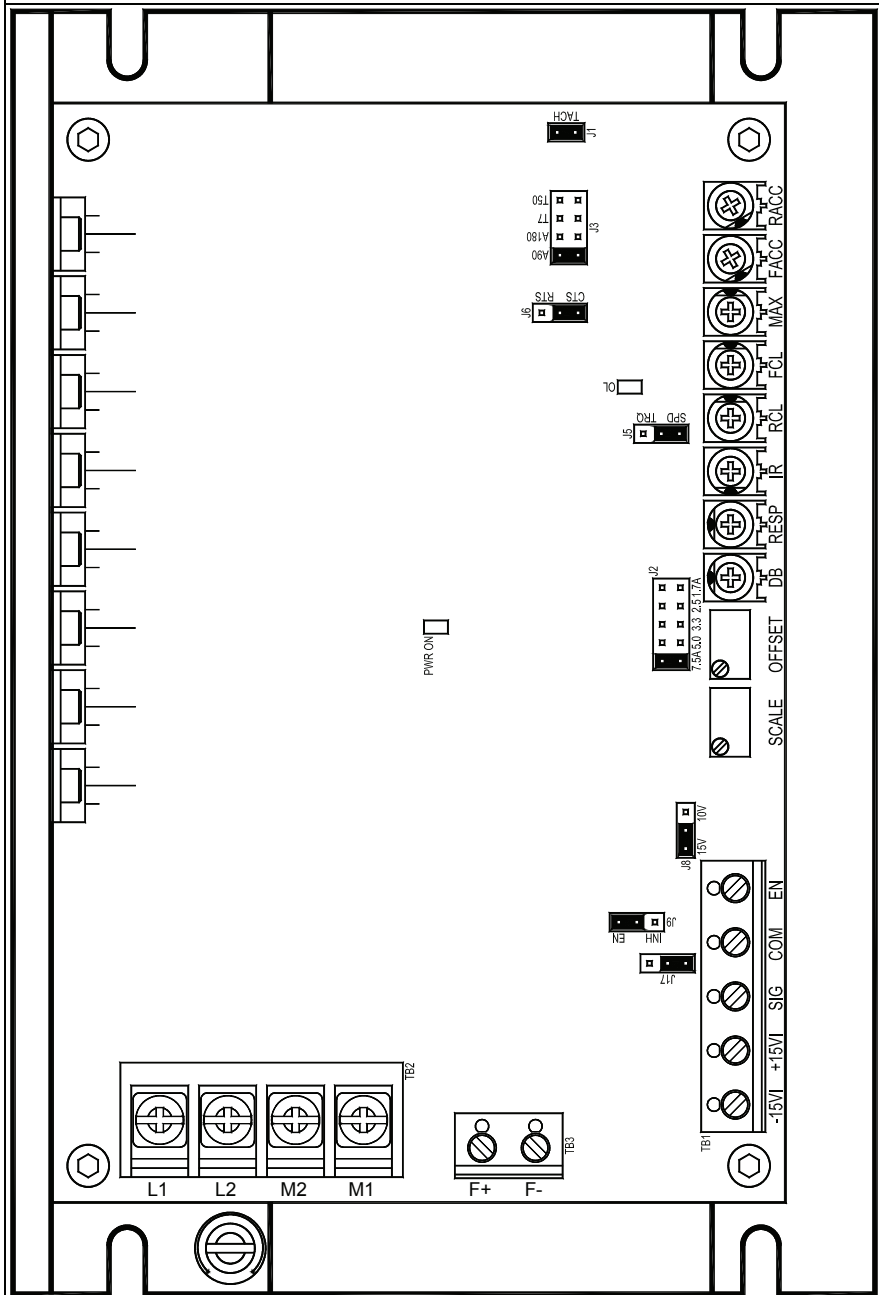 TACH
J1
T50
T7
A180
A90
J3
J6
RTS
CTS
OL
J5
TRQ
SPD
J2
7.5A 5.0 3.3 2.5 1.7A
PWR ON
RACC
FACC
MAX
FCL
RCL
IR
RESP
DB
OFFSET
SCALE
J8
15V
10V
J9
EN
INH
J17
EN
COM
SIG
+15VI
-15VI
TB1
TB2
L1 L2 M2 M1
TB3
F+ F-